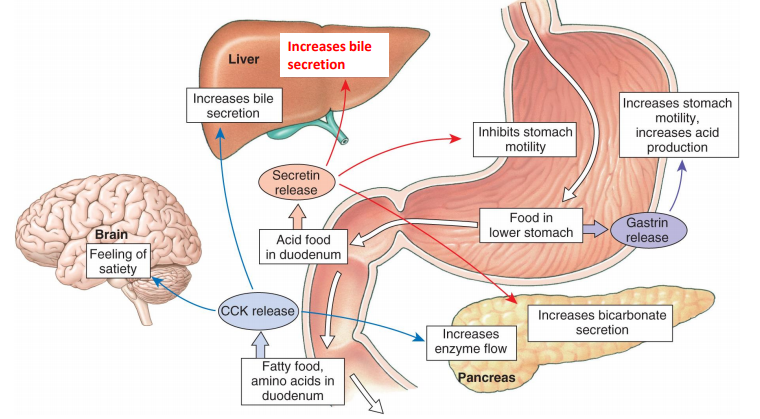 Liver
Increases bile
secretion
Increases bile
secretion
Inhibits stomach
motility
Increases stomach
motility,
increases acid
production
Secretin
release
Brain
Feeling of
satiety
Acid food
in duodenum
Food in
lower stomach
Gastrin
release
CCK release
Increases
enzyme flow
Increases bicarbonate
secretion
Pancreas
Fatty food,
amino acids in
duodenum